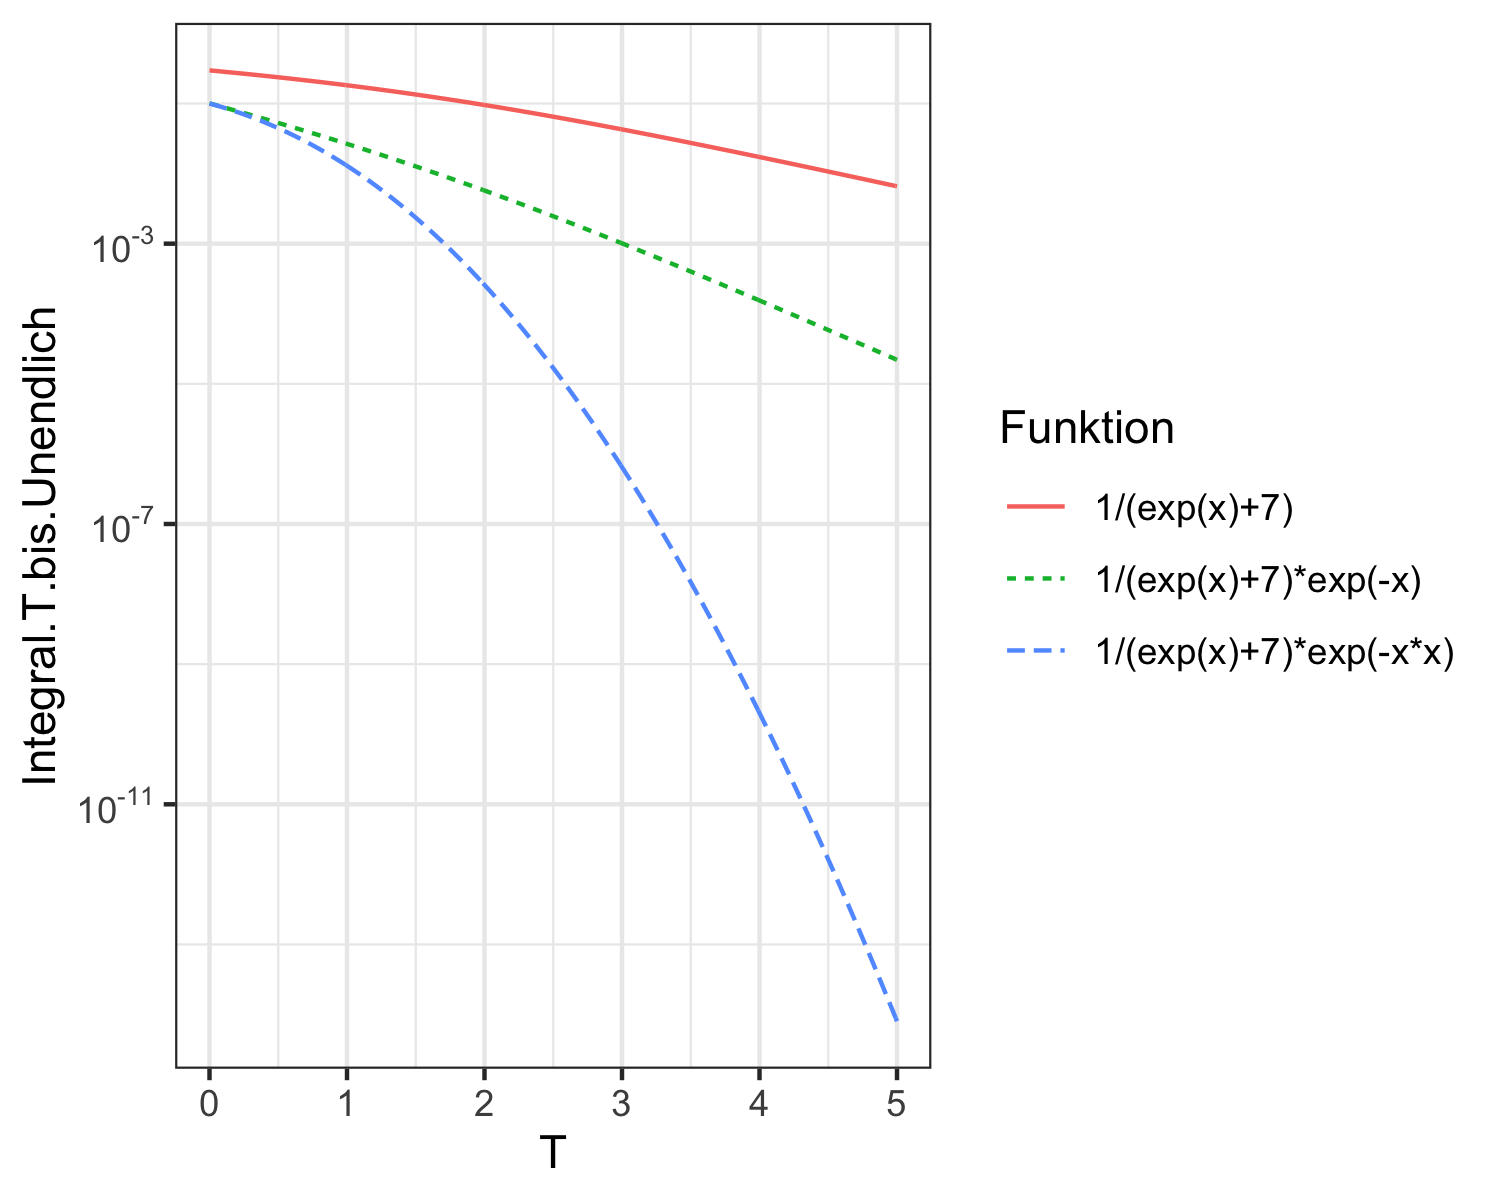 Integral.T.bis.Unendlich
10^-3
10^-7
10^-11
0 1 2 3 4 5
T
Funktion
1/(exp(x)+7)
1/(exp(x)+7)*exp(-x)
1/(exp(x)+7)*exp(-x*x)